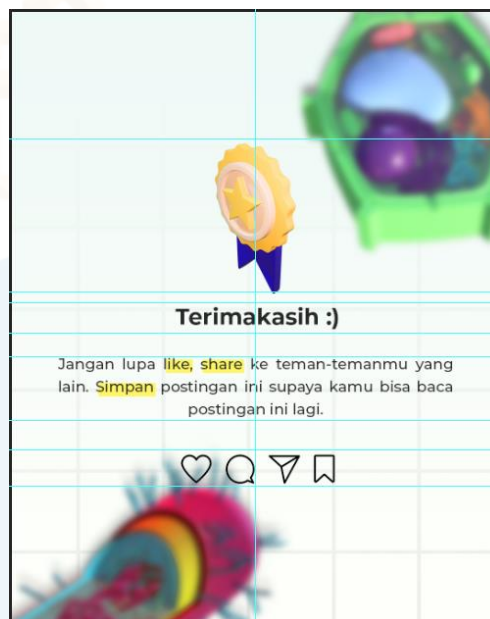 Terimakasih :)
Jangan lupa like, share ke teman-temanmu yang
lain. Simpan postingan ini supaya kamu bisa baca
postingan ini lagi.